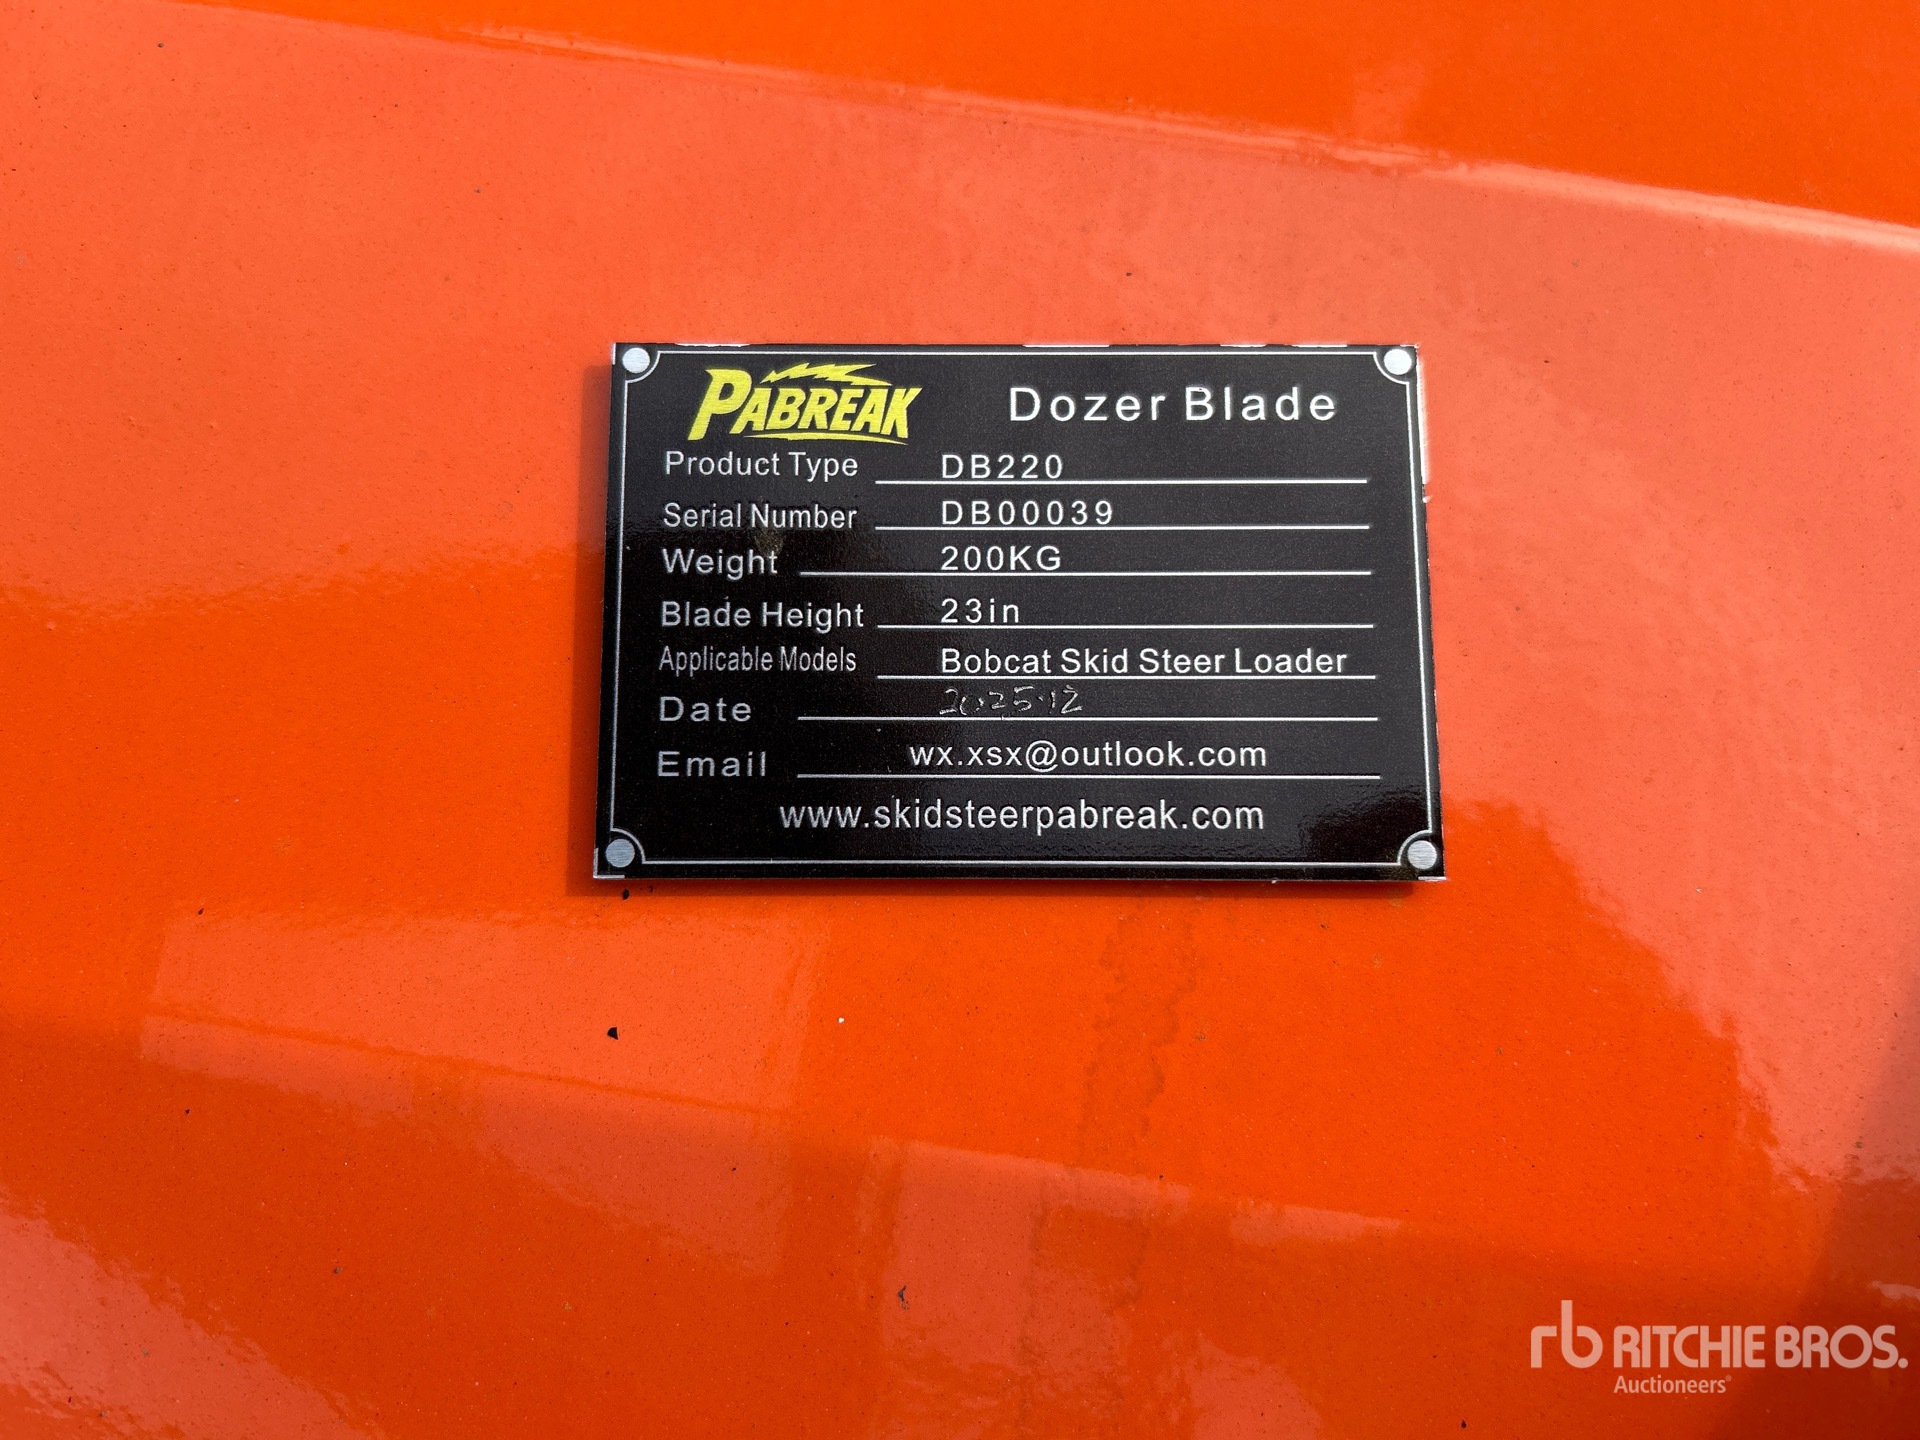 PABREAK Dozer Blade
Product Type DB220
Serial Number DB00039
Weight 200KG
Blade Height 23in
Applicable Models Bobcat Skid Steer Loader
Date 2025.12
Email wx.xsx@outlook.com
www.skidsteerpabreak.com
rb RITCHIE BROS.
Auctioneers®